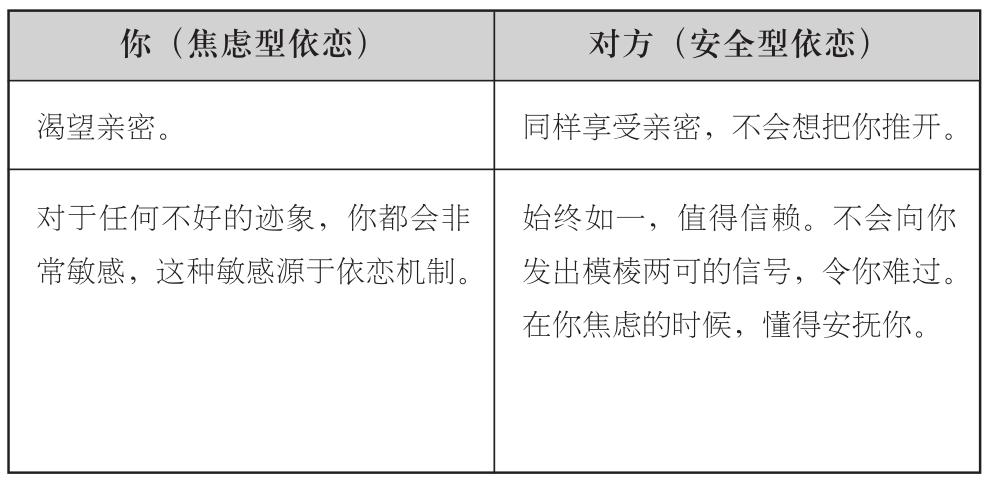 你（焦虑型依恋）
对方（安全型依恋）
渴望亲密。
同样享受亲密，不会想把你推开。
对于任何不好的迹象，你都会非
常敏感，这种敏感源于依恋机制。
始终如一，值得信赖。不会向你
发出模棱两可的信号，令你难过。
在你焦虑的时候，懂得安抚你。